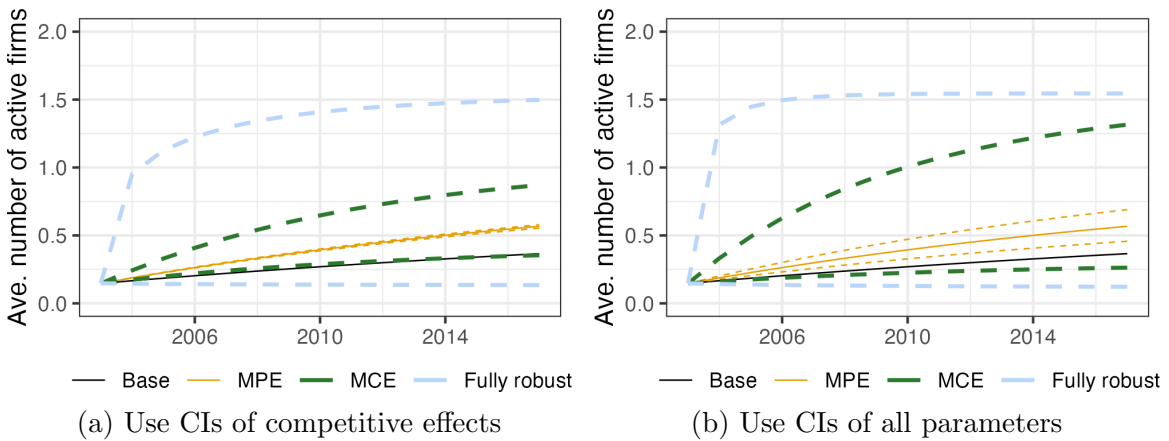 Ave. number of active firms
2.0
1.5
1.0
0.5
0.0
2006 2010 2014
Base MPE MCE Fully robust
(a) Use CIs of competitive effects
Ave. number of active firms
2.0
1.5
1.0
0.5
0.0
2006 2010 2014
Base MPE MCE Fully robust
(b) Use CIs of all parameters